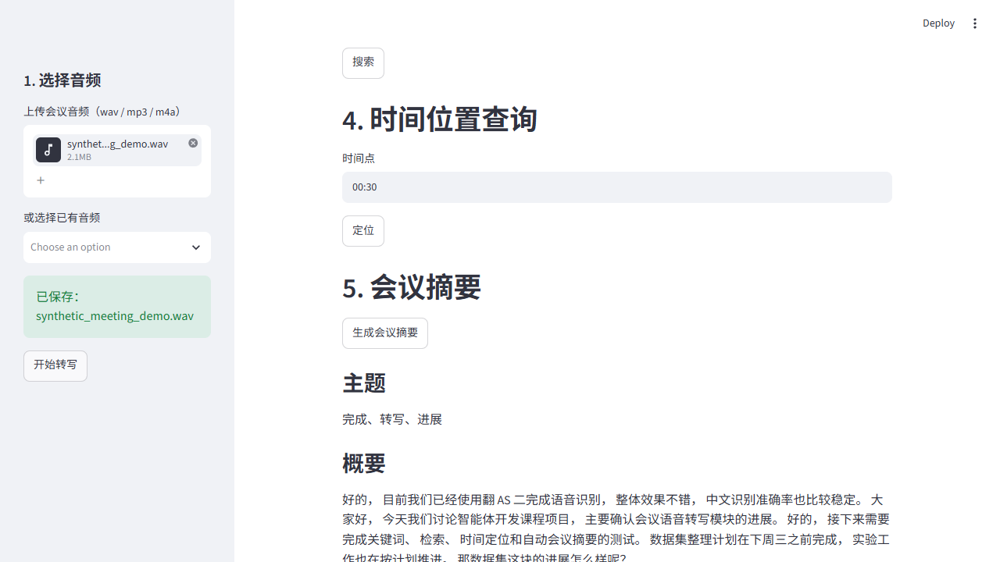 Deploy
1. 选择音频
上传会议音频（wav / mp3 / m4a）
synthet...g_demo.wav
2.1MB
+
或选择已有音频
Choose an option
已保存：
synthetic_meeting_demo.wav
开始转写
搜索
4. 时间位置查询
时间点
00:30
定位
5. 会议摘要
生成会议摘要
主题
完成、转写、进展
概要
好的， 目前我们已经使用翻 AS 二完成语音识别， 整体效果不错， 中文识别准确率也比较稳定。 大
家好， 今天我们讨论智能体开发课程项目， 主要确认会议语音转写模块的进展。 好的， 接下来需要
完成关键词、 检索、 时间定位和自动会议摘要的测试。 数据集整理计划在下周三之前完成， 实验工
作也在按计划推进。 那数据集这块的进展怎么样呢？